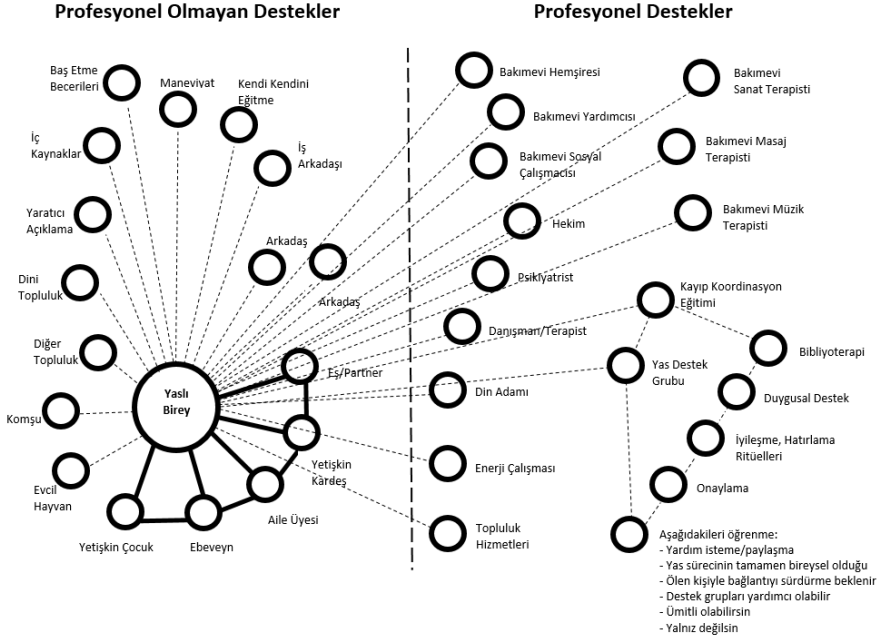 Profesyonel Olmayan Destekler
Profesyonel Destekler
Baş Etme
Becerileri
Maneviyat
Kendi Kendini
Eğitme
İç
Kaynaklar
İş
Arkadaşı
Yaratıcı
Açıklama
Arkadaş
Arkadaş
Dini
Topluluk
Diğer
Topluluk
Eş/Partner
Yaslı
Birey
Komşu
Yetişkin
Kardeş
Evcil
Hayvan
Aile Üyesi
Yetişkin Çocuk
Ebeveyn
Bakımevi Hemşiresi
Bakımevi
Sanat Terapisti
Bakımevi Yardımcısı
Bakımevi Masaj
Terapisti
Bakımevi Sosyal
Çalışmacısı
Bakımevi Müzik
Terapisti
Hekim
Psikiyatrist
Kayıp Koordinasyon
Eğitimi
Danışman/Terapist
Bibliyoterapi
Yas Destek
Grubu
Din Adamı
Duygusal Destek
İyileşme, Hatırlama
Ritüelleri
Enerji Çalışması
Onaylama
Topluluk
Hizmetleri
Aşağıdakileri öğrenme:
- Yardım isteme/paylaşma
- Yas sürecinin tamamen bireysel olduğu
- Ölen kişiyle bağlantıyı sürdürme beklenir
- Destek grupları yardımcı olabilir
- Ümitli olabilirsin
- Yalnız değilsin